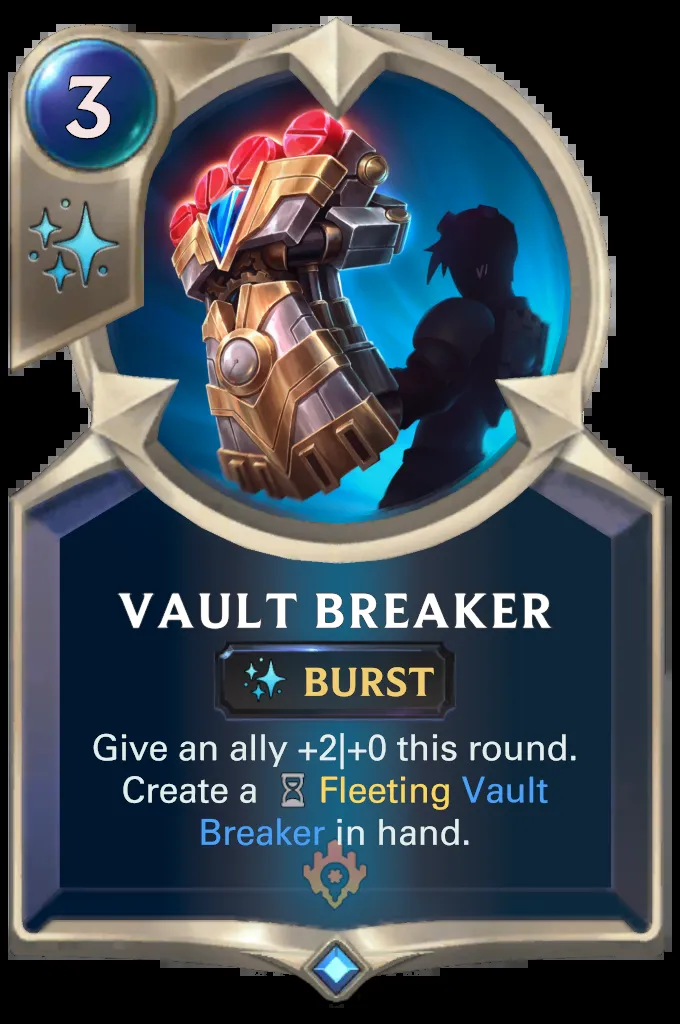 3
VAULT BREAKER
BURST
Give an ally +2|+0 this round.
Create a Fleeting Vault
Breaker in hand.